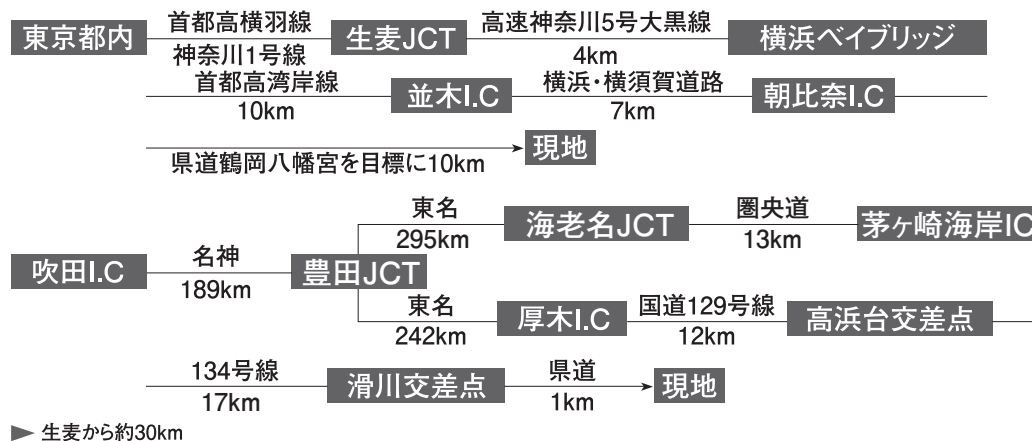 東京都内 首都高横羽線 神奈川1号線 生麦JCT 高速神奈川5号大黒線 4km 横浜ベイブリッジ
首都高湾岸線 10km 並木I.C 横浜・横須賀道路 7km 朝比奈I.C
県道鶴岡八幡宮を目標に10km 現地
吹田I.C 名神 189km 豊田JCT
東名 295km 海老名JCT 圏央道 13km 茅ヶ崎海岸IC
東名 242km 厚木I.C 国道129号線 12km 高浜台交差点
134号線 17km 滑川交差点 県道 1km 現地
▶ 生麦から約30km